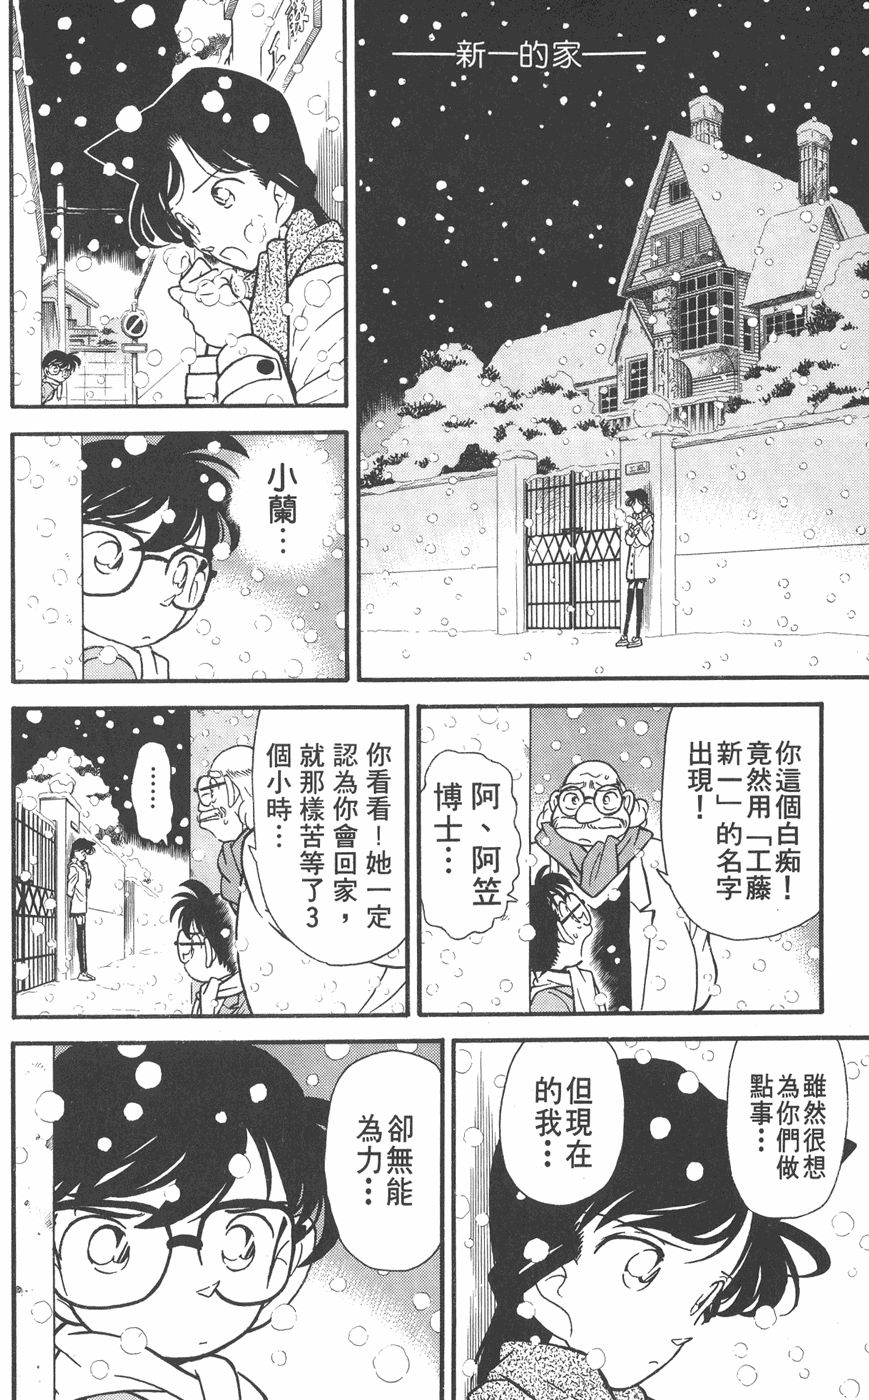 ——新一的家——
小蘭…
你這個白痴！
竟然用「工藤
新一」的名字
出現！
阿、阿笠
博士…
你看看！她一定
認為你會回家，
就那樣苦等了3
個小時…
……
雖然很想
為你們做
點事…
但現在
的我…
卻無能
為力…